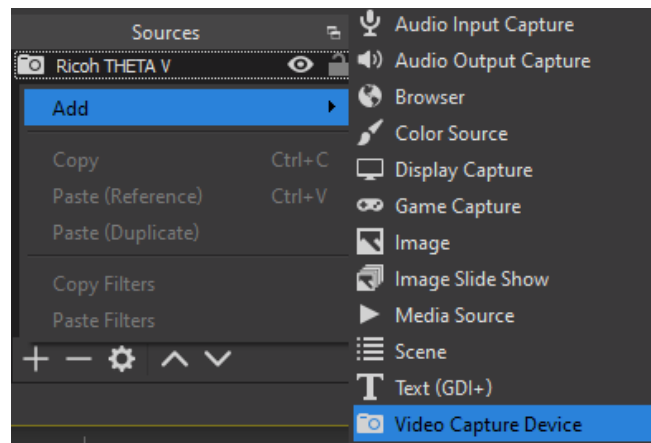 Sources
Ricoh THETA V
Add
Copy Ctrl+C
Paste (Reference) Ctrl+V
Paste (Duplicate)
Copy Filters
Paste Filters
Audio Input Capture
Audio Output Capture
Browser
Color Source
Display Capture
Game Capture
Image
Image Slide Show
Media Source
Scene
Text (GDI+)
Video Capture Device